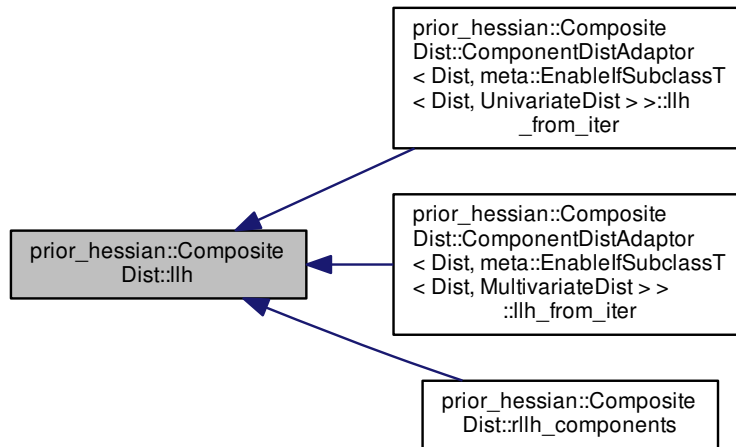 prior_hessian::Composite
Dist::ComponentDistAdaptor
< Dist, meta::EnableIfSubclassT
< Dist, UnivariateDist > >::llh
_from_iter
prior_hessian::Composite
Dist::llh
prior_hessian::Composite
Dist::ComponentDistAdaptor
< Dist, meta::EnableIfSubclassT
< Dist, MultivariateDist > >
::llh_from_iter
prior_hessian::Composite
Dist::rllh_components